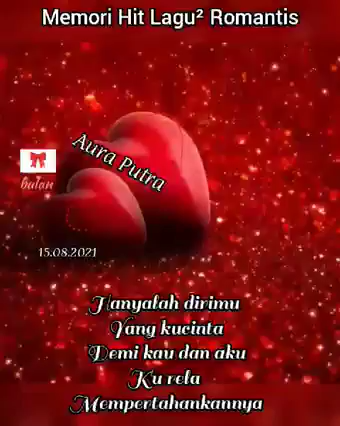 Memori Hit Lagu² Romantis
Aura Putra
bulan
15.08.2021
Hanyalah dirimu
Yang kucinta
Demi kau dan aku
Ku rela
Mempertahankannya